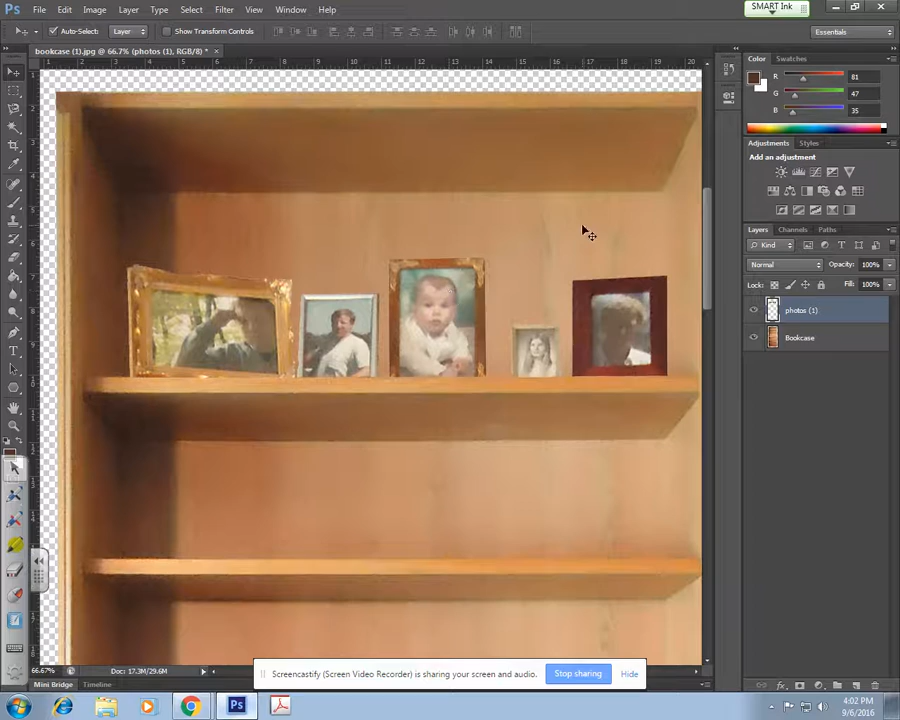 SMART Ink
Ps File Edit Image Layer Type Select Filter View Window Help
Auto-Select: Layer Show Transform Controls Essentials
bookcase (1).jpg @ 66.7% (photos (1), RGB/8) * ×
Color Swatches
R 81
G 47
B 35
Adjustments Styles
Add an adjustment
Layers Channels Paths
Kind
Normal Opacity: 100%
Lock: Fill: 100%
photos (1)
Bookcase
66.67% Doc: 17.3M/29.6M
Screencastify (Screen Video Recorder) is sharing your screen and audio. Stop sharing Hide
Mini Bridge Timeline
4:02 PM
9/6/2016